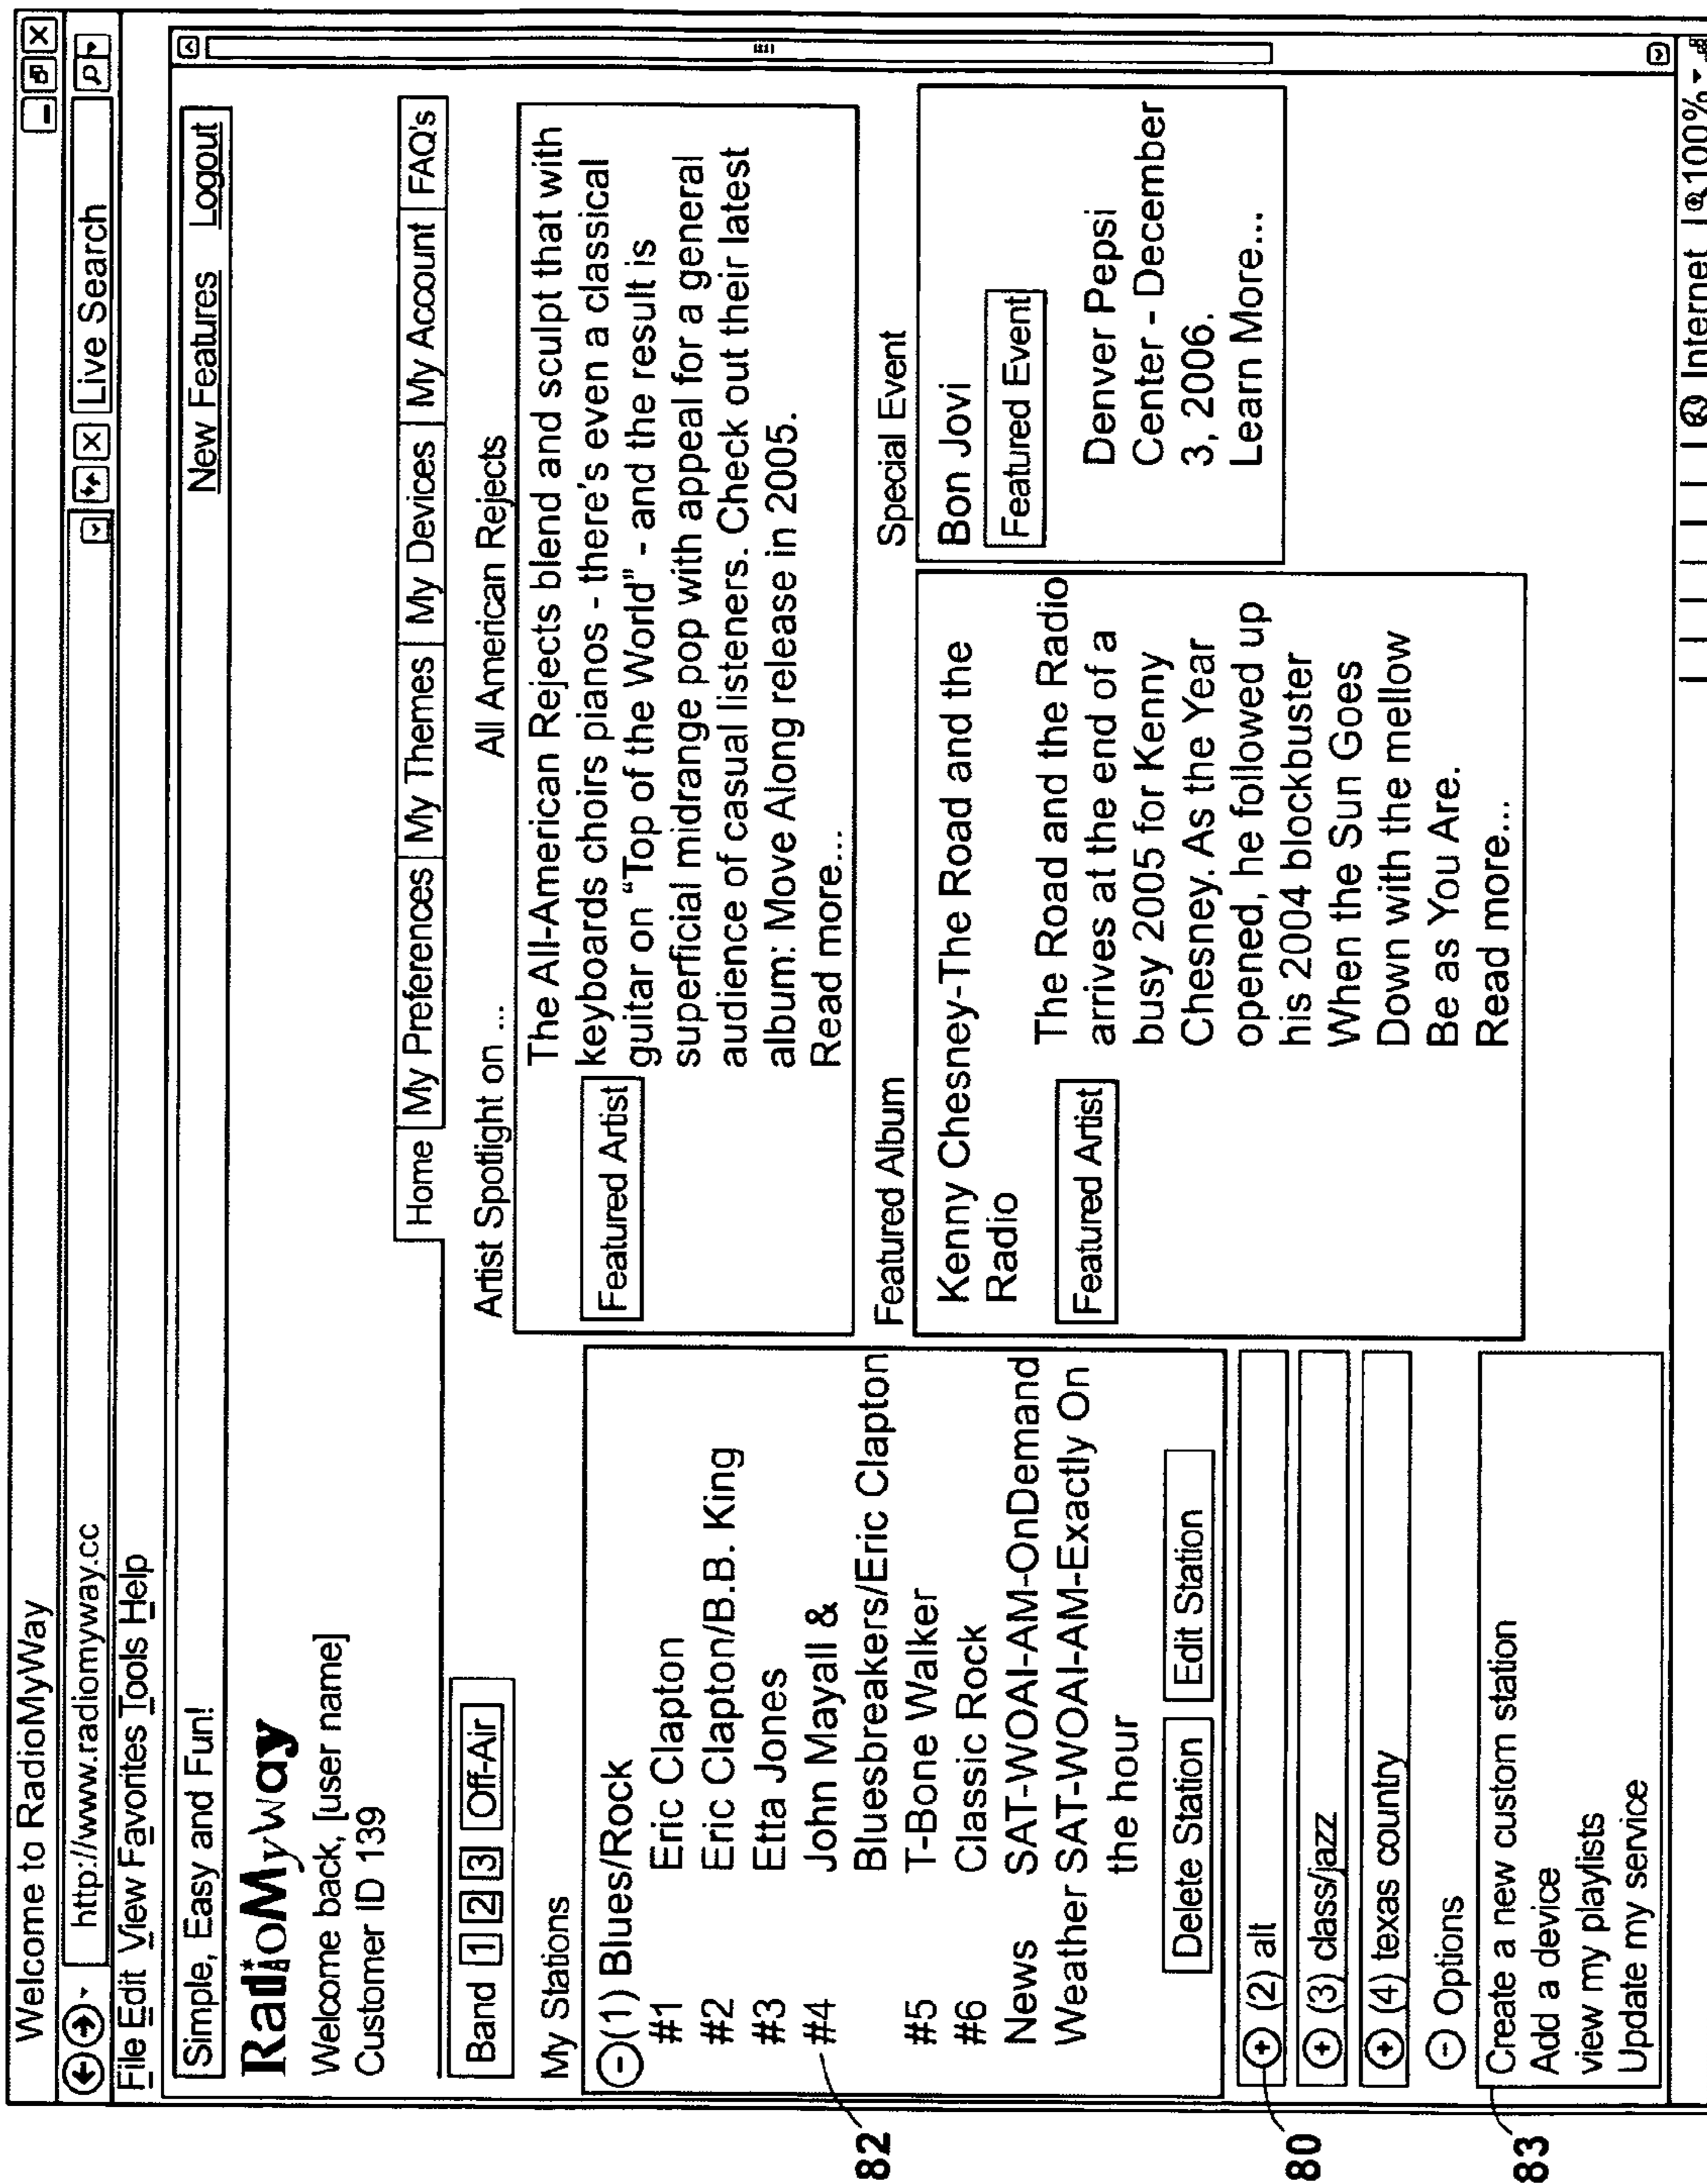 Welcome to RadioMyWay
http://www.radiomyway.cc
Live Search
File Edit View Favorites Tools Help
Simple, Easy and Fun!
New Features Logout
RadioMyWay
Welcome back, [user name]
Customer ID 139
Home My Preferences My Themes My Devices My Account FAQ's
Band 1 2 3 Off-Air
My Stations
(1) Blues/Rock
#1 Eric Clapton
#2 Eric Clapton/B.B. King
#3 Etta Jones
#4 John Mayall &
Bluesbreakers/Eric Clapton
#5 T-Bone Walker
#6 Classic Rock
News SAT-WOAI-AM-OnDemand
Weather SAT-WOAI-AM-Exactly On
the hour
Delete Station Edit Station
(2) alt
(3) class/jazz
(4) texas country
Options
Create a new custom station
Add a device
view my playlists
Update my service
82
80
83
Artist Spotlight on ... All American Rejects
Featured Artist
The All-American Rejects blend and sculpt that with
keyboards choirs pianos - there's even a classical
guitar on "Top of the World" - and the result is
superficial midrange pop with appeal for a general
audience of casual listeners. Check out their latest
album: Move Along release in 2005.
Read more...
Featured Album
Kenny Chesney-The Road and the
Radio
Featured Artist
The Road and the Radio
arrives at the end of a
busy 2005 for Kenny
Chesney. As the Year
opened, he followed up
his 2004 blockbuster
When the Sun Goes
Down with the mellow
Be as You Are.
Read more...
Special Event
Bon Jovi
Featured Event
Denver Pepsi
Center - December
3, 2006.
Learn More...
Internet 100%